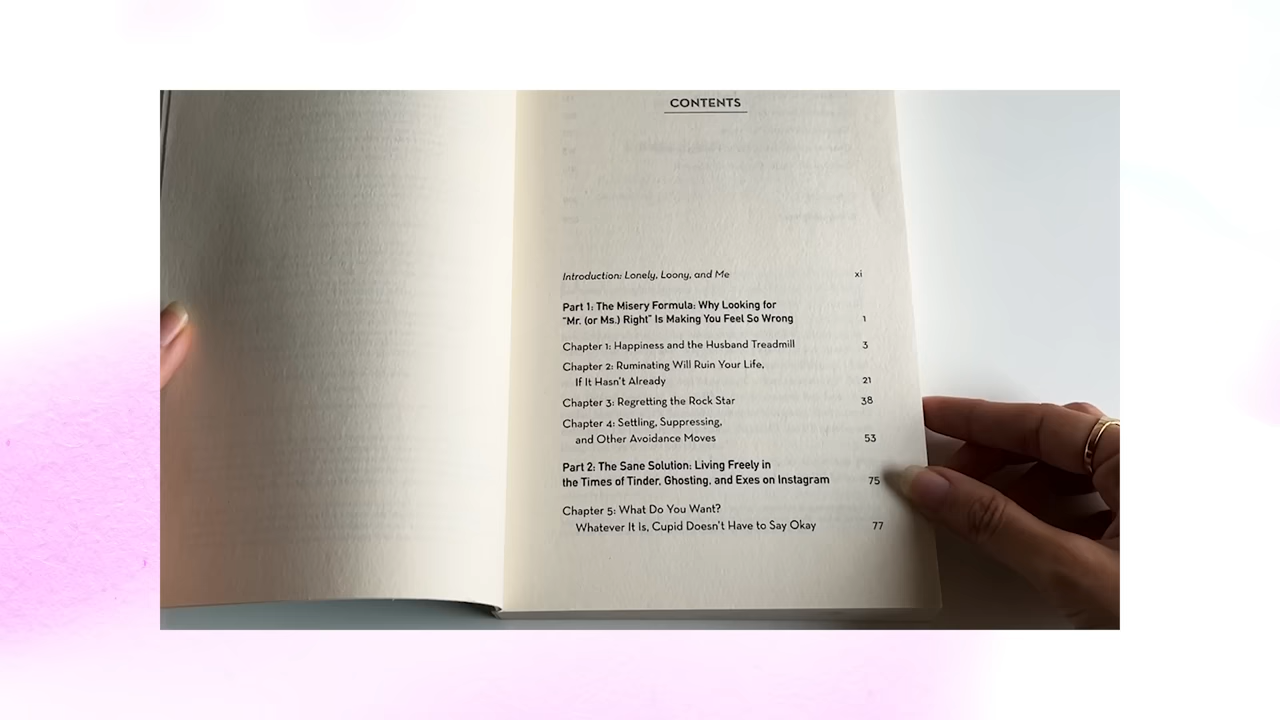 CONTENTS
Introduction: Lonely, Loony, and Me xi
Part 1: The Misery Formula: Why Looking for
"Mr. (or Ms.) Right" Is Making You Feel So Wrong 1
Chapter 1: Happiness and the Husband Treadmill 3
Chapter 2: Ruminating Will Ruin Your Life,
If It Hasn't Already 21
Chapter 3: Regretting the Rock Star 38
Chapter 4: Settling, Suppressing,
and Other Avoidance Moves 53
Part 2: The Sane Solution: Living Freely in
the Times of Tinder, Ghosting, and Exes on Instagram 75
Chapter 5: What Do You Want?
Whatever It Is, Cupid Doesn't Have to Say Okay 77